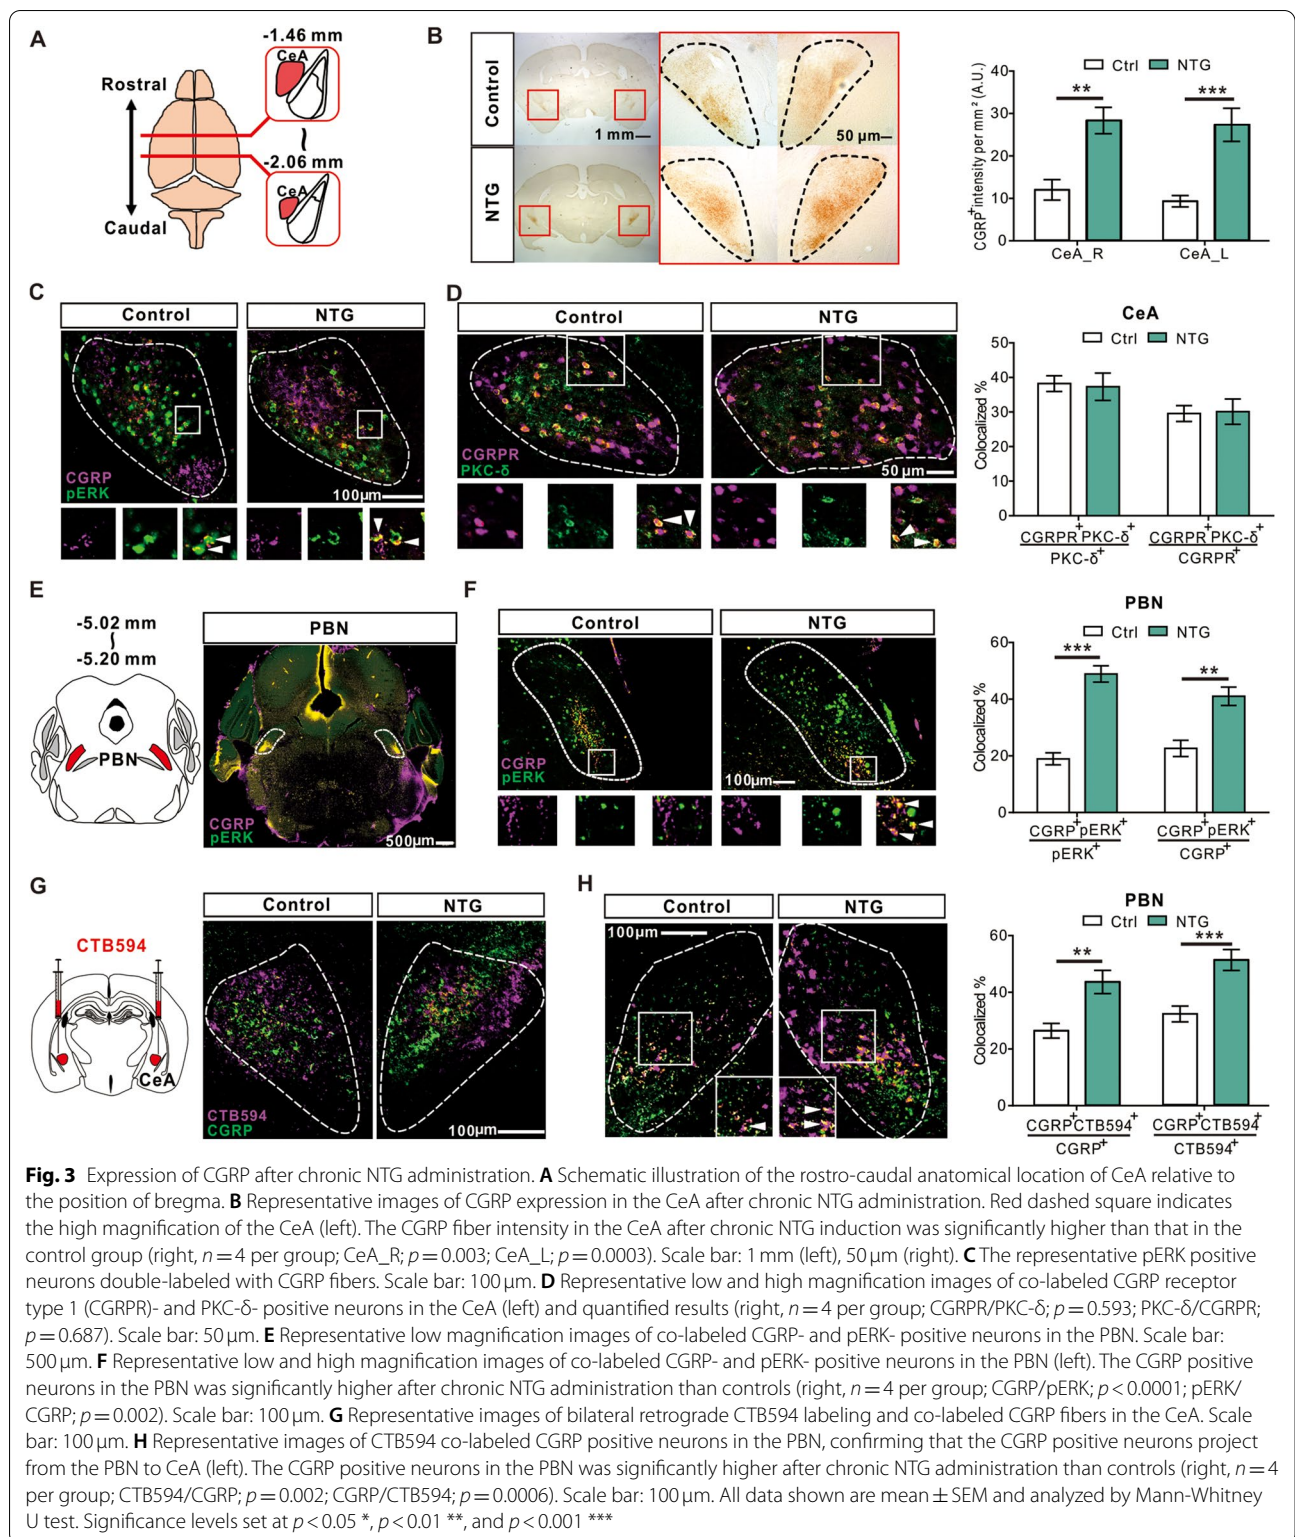 A
-1.46 mm
CeA
Rostral
-2.06 mm
CeA
Caudal
B
Control
NTG
1 mm
50 µm
Ctrl NTG
CGRP+ intensity per mm ² (A.U.)
40
30
20
10
0
** ***
CeA_R CeA_L
C
Control NTG
CGRP
pERK
100µm
D
Control NTG
CGRPR
PKC-δ
50 µm
CeA
Ctrl NTG
Colocalized %
50
40
30
20
10
0
CGRPR+PKC-δ+ CGRPR+PKC-δ+
PKC-δ+ CGRPR+
E
-5.02 mm
-5.20 mm
PBN
PBN
CGRP
pERK
500µm
F
Control NTG
CGRP
pERK
100µm
PBN
Ctrl NTG
Colocalized %
60
40
20
0
*** **
CGRP+pERK+ CGRP+pERK+
pERK+ CGRP+
G
CTB594
CeA
Control NTG
CTB594
CGRP
100µm
H
Control NTG
100µm
PBN
Ctrl NTG
Colocalized %
60
40
20
0
** ***
CGRP+CTB594+ CGRP+CTB594+
CGRP+ CTB594+
Fig. 3 Expression of CGRP after chronic NTG administration. A Schematic illustration of the rostro-caudal anatomical location of CeA relative to
the position of bregma. B Representative images of CGRP expression in the CeA after chronic NTG administration. Red dashed square indicates
the high magnification of the CeA (left). The CGRP fiber intensity in the CeA after chronic NTG induction was significantly higher than that in the
control group (right, n = 4 per group; CeA_R; p = 0.003; CeA_L; p = 0.0003). Scale bar: 1 mm (left), 50 µm (right). C The representative pERK positive
neurons double-labeled with CGRP fibers. Scale bar: 100 µm. D Representative low and high magnification images of co-labeled CGRP receptor
type 1 (CGRPR)- and PKC-δ- positive neurons in the CeA (left) and quantified results (right, n = 4 per group; CGRPR/PKC-δ; p = 0.593; PKC-δ/CGRPR;
p = 0.687). Scale bar: 50 µm. E Representative low magnification images of co-labeled CGRP- and pERK- positive neurons in the PBN. Scale bar:
500 µm. F Representative low and high magnification images of co-labeled CGRP- and pERK- positive neurons in the PBN (left). The CGRP positive
neurons in the PBN was significantly higher after chronic NTG administration than controls (right, n = 4 per group; CGRP/pERK; p < 0.0001; pERK/
CGRP; p = 0.002). Scale bar: 100 µm. G Representative images of bilateral retrograde CTB594 labeling and co-labeled CGRP fibers in the CeA. Scale
bar: 100 µm. H Representative images of CTB594 co-labeled CGRP positive neurons in the PBN, confirming that the CGRP positive neurons project
from the PBN to CeA (left). The CGRP positive neurons in the PBN was significantly higher after chronic NTG administration than controls (right, n = 4
per group; CTB594/CGRP; p = 0.002; CGRP/CTB594; p = 0.0006). Scale bar: 100 µm. All data shown are mean ± SEM and analyzed by Mann-Whitney
U test. Significance levels set at p < 0.05 *, p < 0.01 **, and p < 0.001 ***